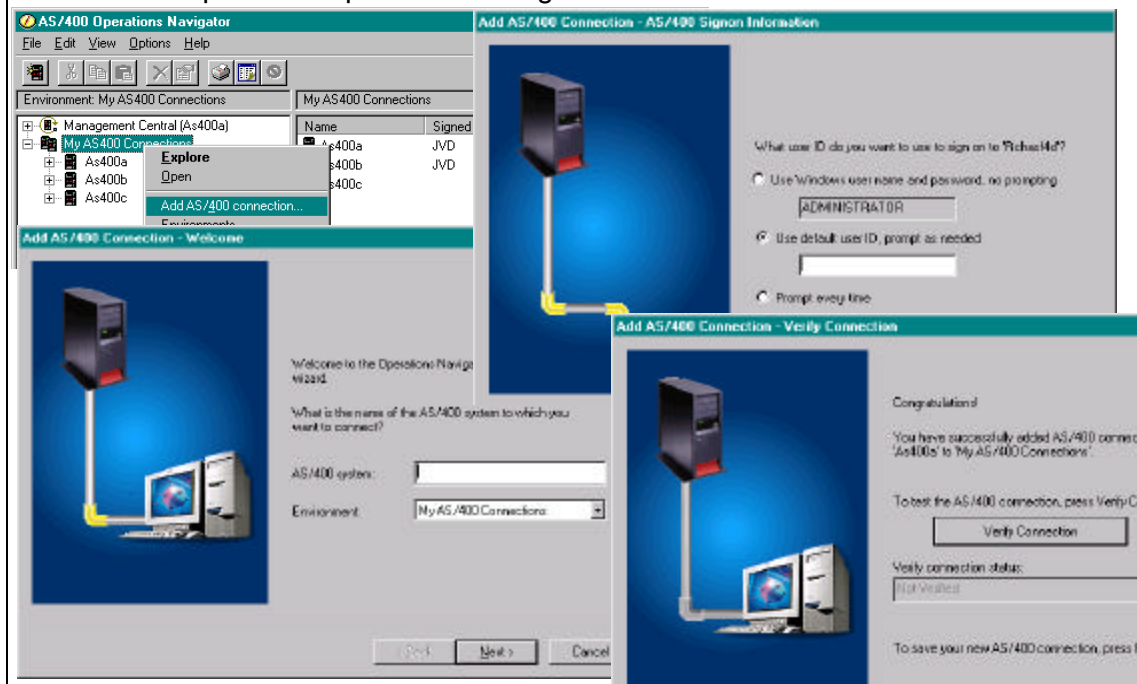 AS/400 Operations Navigator
File Edit View Options Help
Environment: My AS400 Connections
My AS400 Connections
Management Central (As400a)
My AS400 Connections
As400a
As400b
As400c
Name Signed
As400a JVD
As400b JVD
s400c
Explore
Open
Add AS/400 connection...
Environments
Add AS/400 Connection - AS/400 Signon Information
What user ID do you want to use to sign on to 'Rchasl4d'?
Use Windows user name and password, no prompting
ADMINISTRATOR
Use default user ID, prompt as needed
Prompt every time
Add AS/400 Connection - Welcome
Welcome to the Operations Naviga
wizard.
What is the name of the AS/400 system to which you
want to connect?
AS/400 system:
Environment: My AS/400 Connections
Next > Cancel
Add AS/400 Connection - Verify Connection
Congratulations!
You have successfully added AS/400 connec
'As400s' to 'My AS/400 Connections'.
To test the AS/400 connection, press Verify C
Verify Connection
Verify connection status:
Not Verified
To save your new AS/400 connection, press